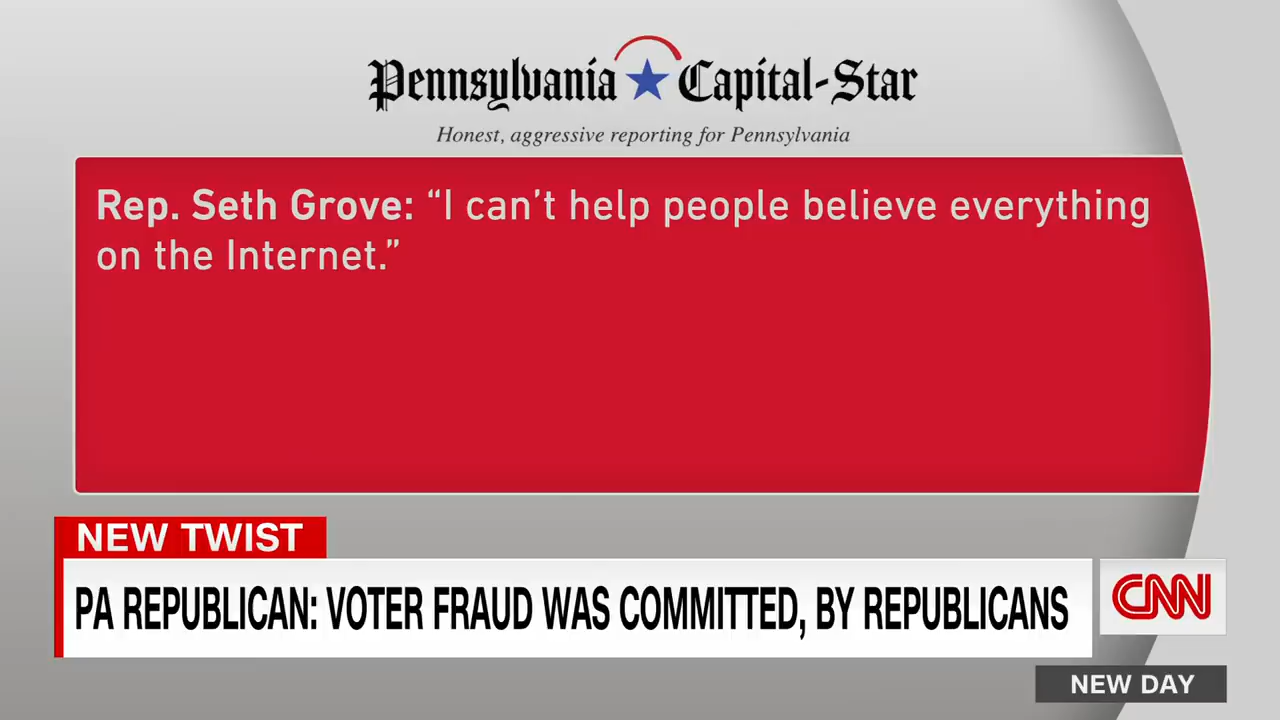 Pennsylvania Capital-Star
Honest, aggressive reporting for Pennsylvania
Rep. Seth Grove: “I can’t help people believe everything
on the Internet.”
NEW TWIST
PA REPUBLICAN: VOTER FRAUD WAS COMMITTED, BY REPUBLICANS
CNN
NEW DAY